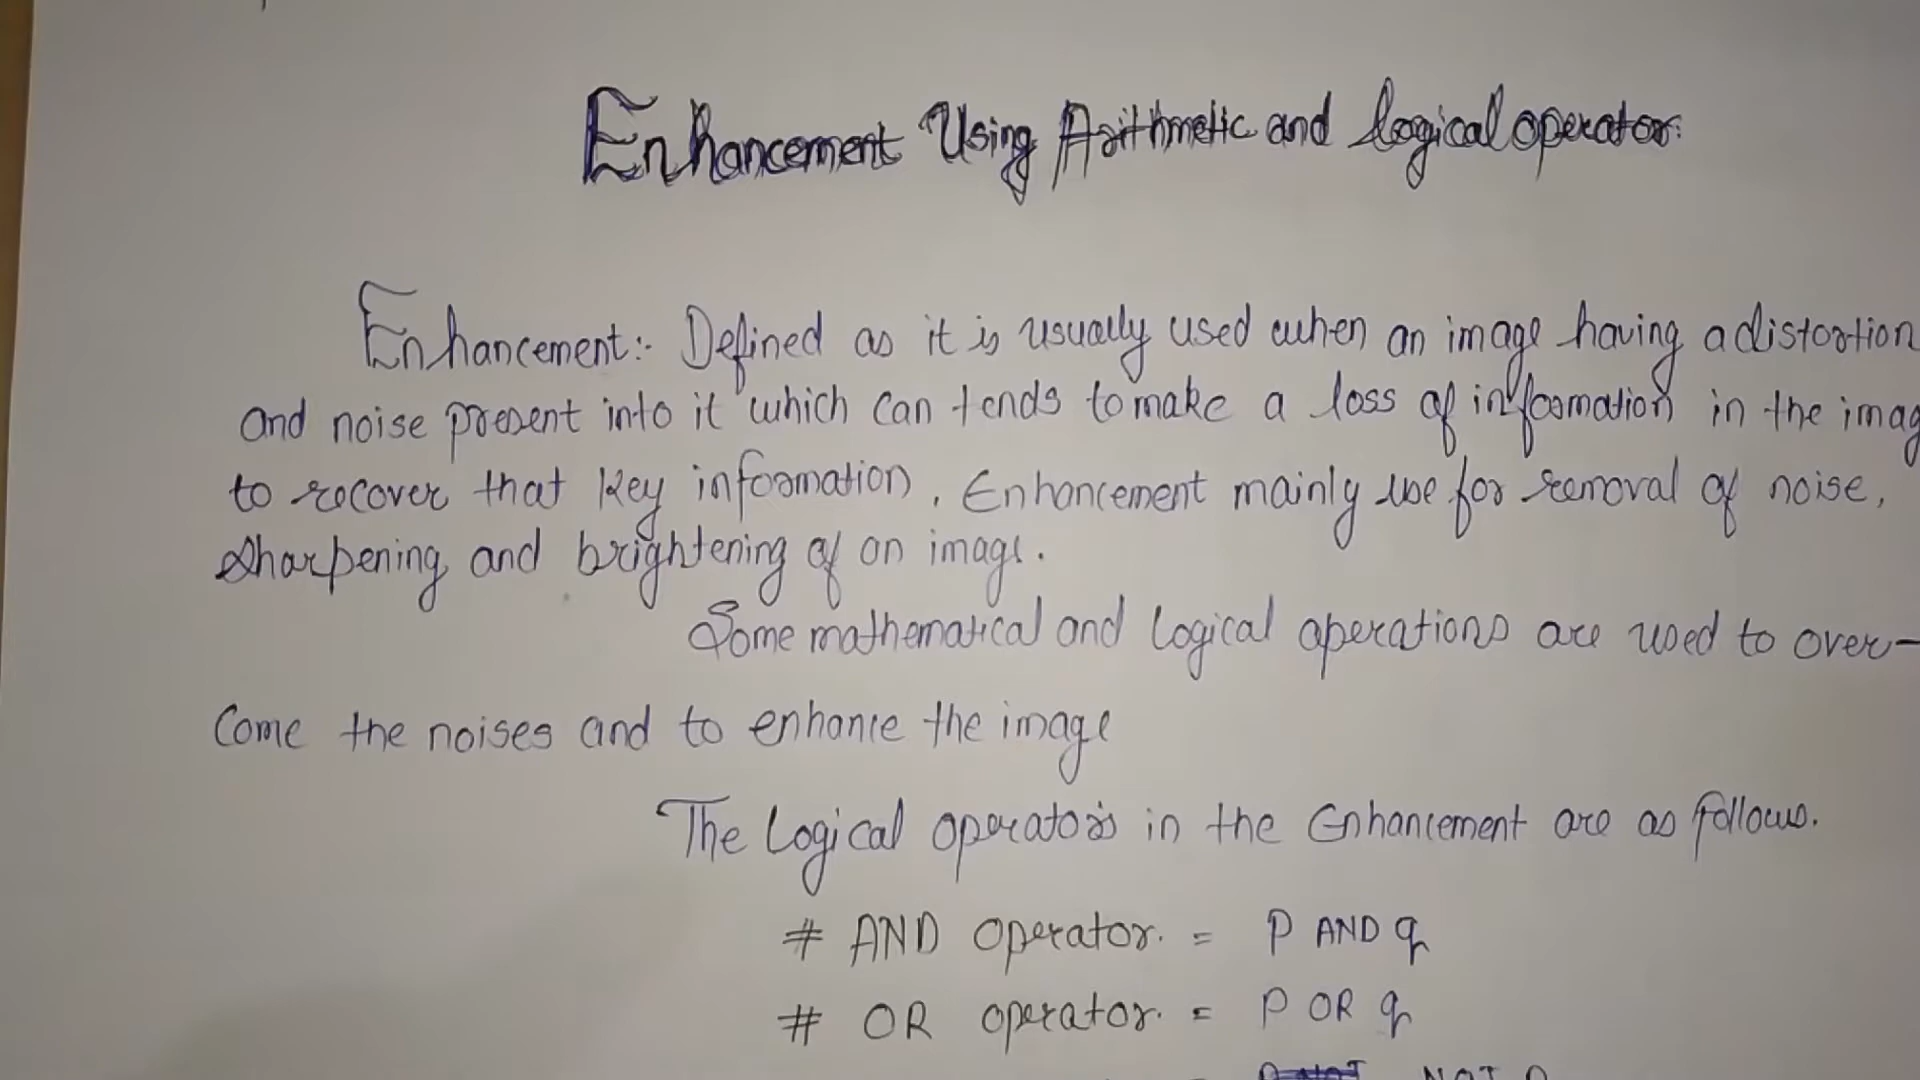 Enhancement Using Arithmetic and logical operator.
Enhancement:- Defined as it is usually used when an image having a distortion
and noise present into it which can tends to make a loss of information in the imag
to recover that key information. Enhancement mainly use for removal of noise,
sharpening and brightening of an image.
Some mathematical and logical operations are used to over-
come the noises and to enhance the image
The logical operators in the Enhancement are as follows.
# AND operator. = P AND q
# OR operator. = P OR q
NOT P